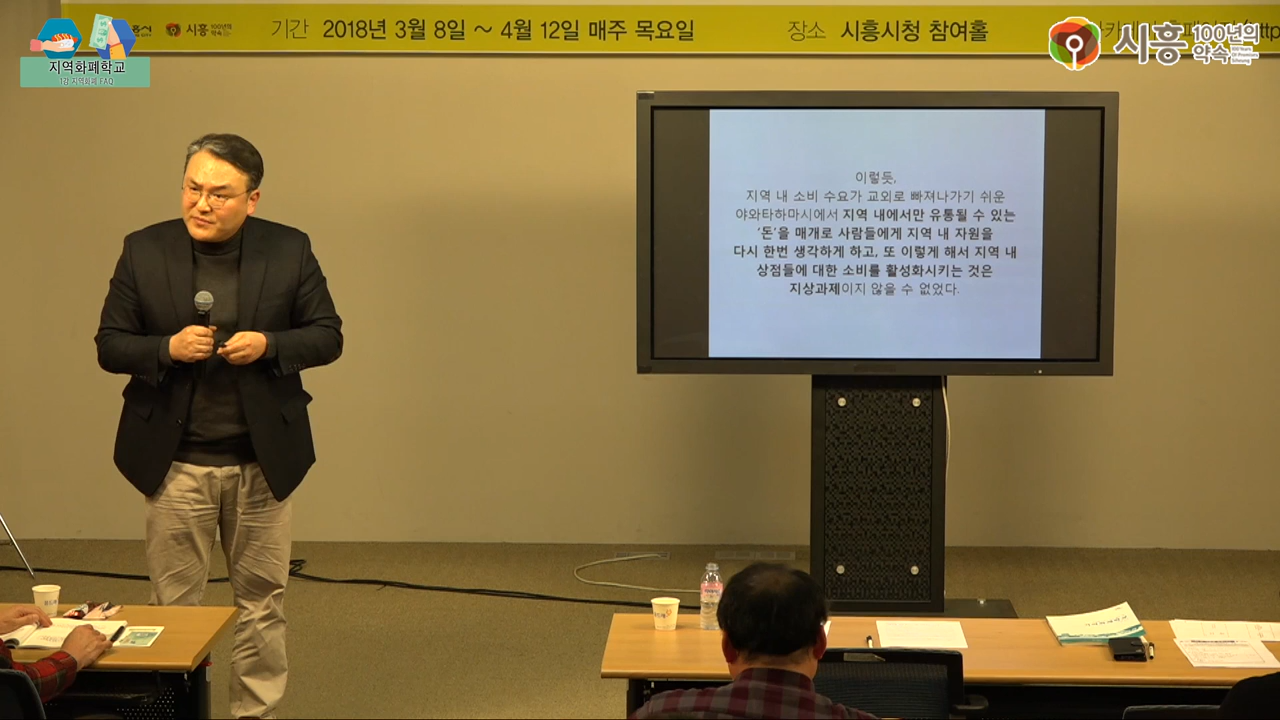 기간 2018년 3월 8일 ~ 4월 12일 매주 목요일
장소 시흥시청 참여홀
지역화폐학교
1강 지역화폐 FAQ
시흥 100년의 약속
이렇듯,
지역 내 소비 수요가 교외로 빠져나가기 쉬운
야와타하마시에서 지역 내에서만 유통될 수 있는
‘돈’을 매개로 사람들에게 지역 내 자원을
다시 한번 생각하게 하고, 또 이렇게 해서 지역 내
상점들에 대한 소비를 활성화시키는 것은
지상과제이지 않을 수 없었다.